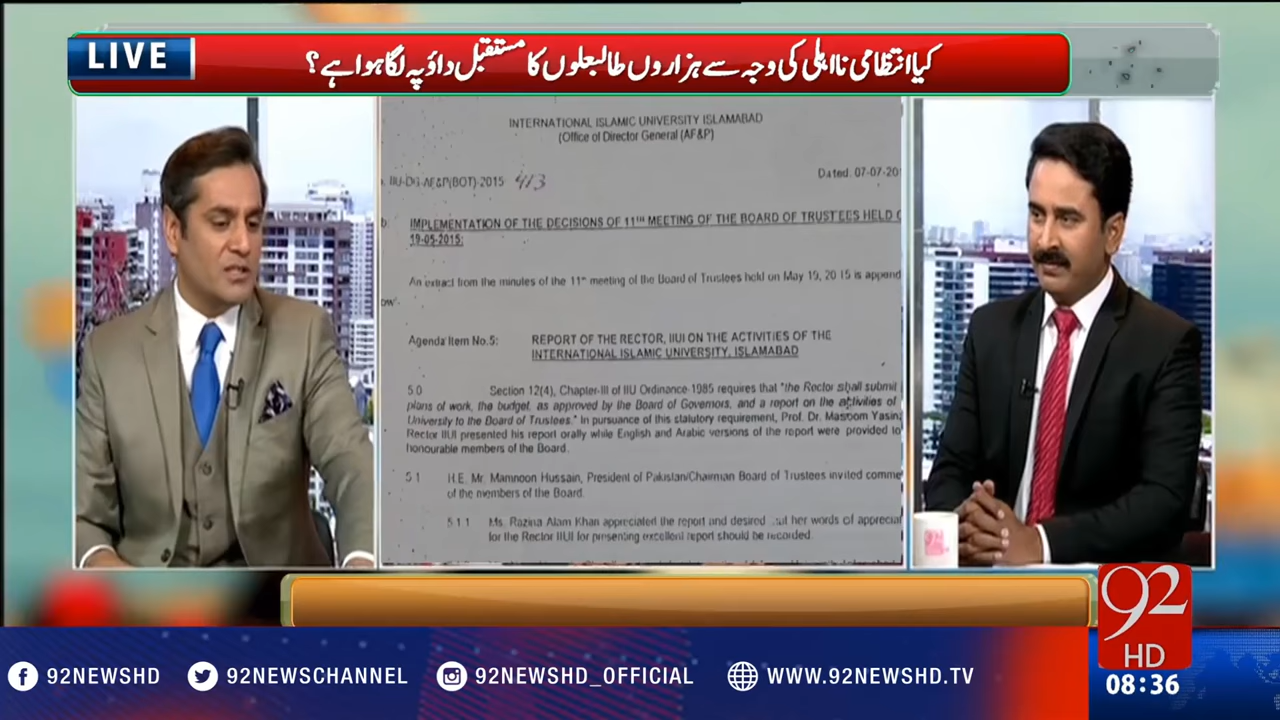 LIVE
کیا انتظامی نااہلی کی وجہ سے ہزاروں طالبعلوں کا مستقبل داؤ پہ لگا ہوا ہے؟
INTERNATIONAL ISLAMIC UNIVERSITY ISLAMABAD
(Office of Director General (AF&P)
IIU-DG-AF&P(BOT)-2015 413
Dated. 07-07-201
IMPLEMENTATION OF THE DECISIONS OF 11TH MEETING OF THE BOARD OF TRUSTEES HELD
19-05-2015:
An extract from the minutes of the 11th meeting of the Board of Trustees held on May 19, 2015 is append
ow'.
Agenda Item No.5: REPORT OF THE RECTOR, IIUI ON THE ACTIVITIES OF THE
INTERNATIONAL ISLAMIC UNIVERSITY, ISLAMABAD
5.0 Section 12(4), Chapter-III of IIU Ordinance-1985 requires that "the Rector shall submit
plans of work, the budget, as approved by the Board of Governors, and a report on the activities of
University to the Board of Trustees." In pursuance of this statutory requirement, Prof. Dr. Masoom Yasin,
Rector IIUI presented his report orally while English and Arabic versions of the report were provided to
honourable members of the Board.
5.1 H.E. Mr. Mamnoon Hussain, President of Pakistan/Chairman Board of Trustees invited comme
of the members of the Board.
5.1.1 Ms. Razina Alam Khan appreciated the report and desired her words of apprecia
for the Rector IIUI for presenting excellent report should be recorded.
92
HD
08:36
92NEWSHD 92NEWSCHANNEL 92NEWSHD_OFFICIAL WWW.92NEWSHD.TV